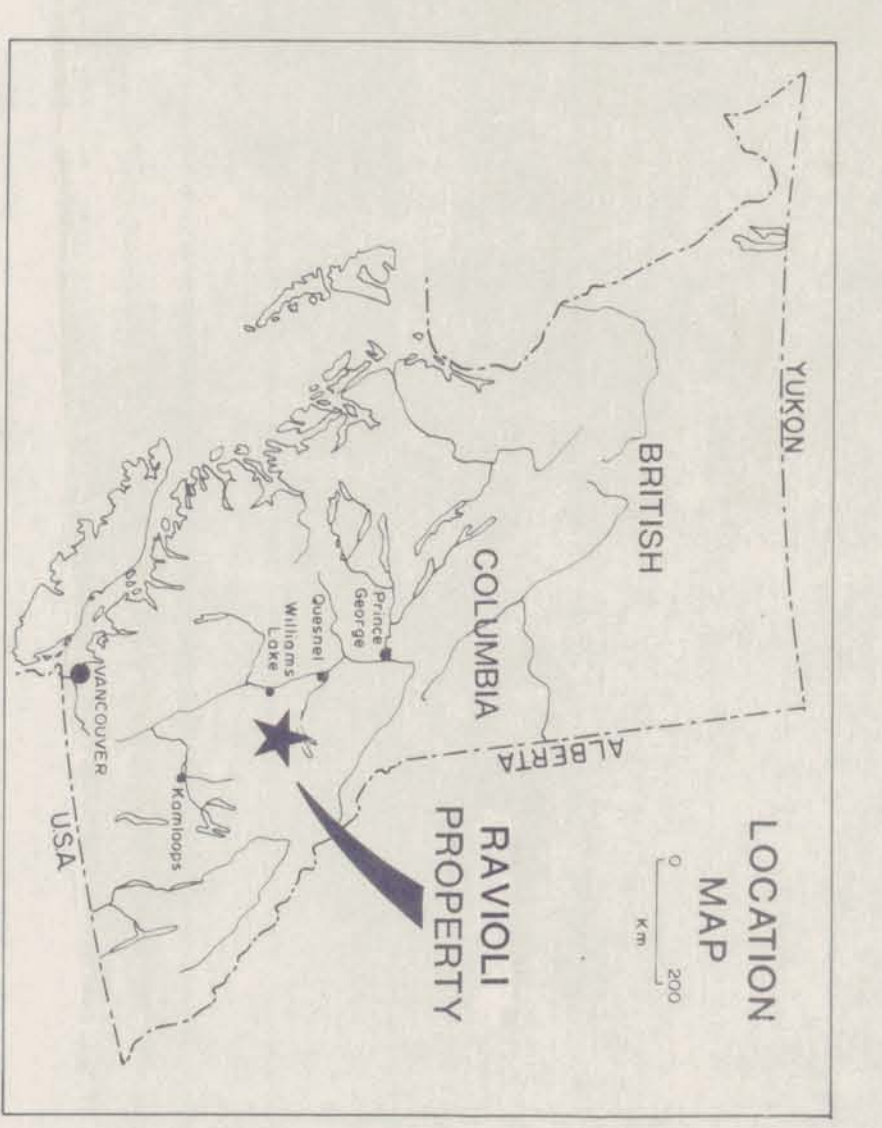 LOCATION
MAP
0 200
Km
YUKON
BRITISH
COLUMBIA
ALBERTA
RAVIOLI
PROPERTY
Prince
George
Quesnel
Williams
Lake
Kamloops
VANCOUVER
U.S.A